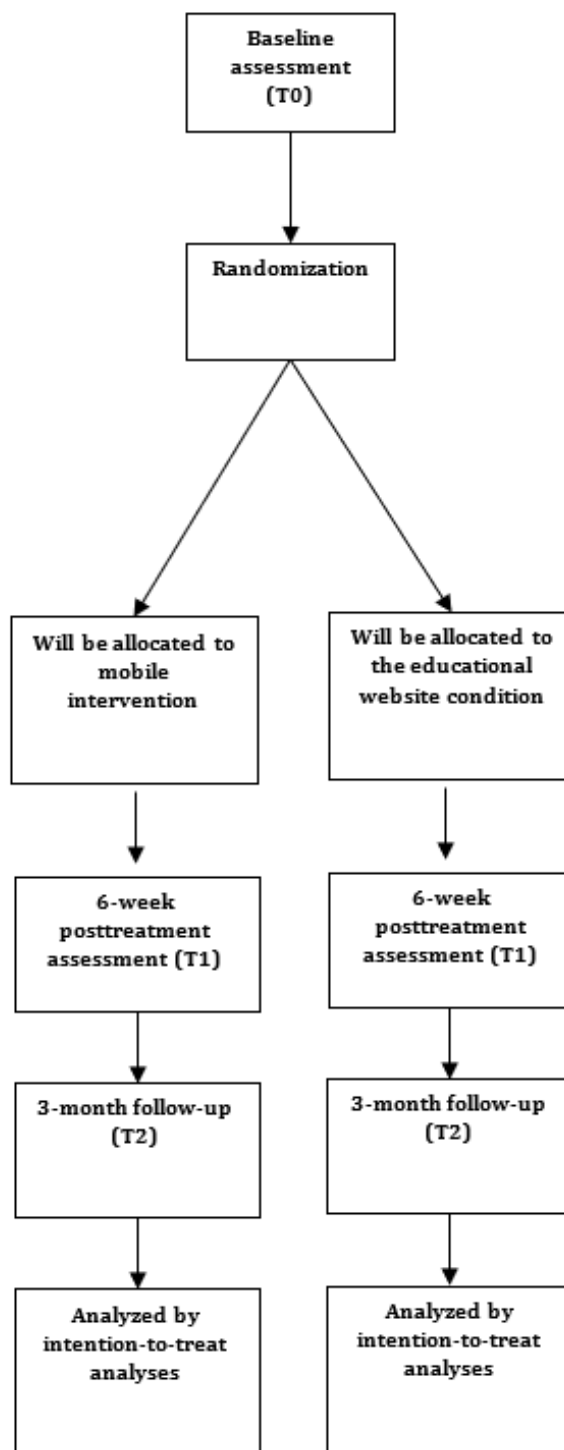 Baseline
assessment
(T0)
Randomization
Will be allocated to
mobile
intervention
Will be allocated to
the educational
website condition
6-week
posttreatment
assessment (T1)
6-week
posttreatment
assessment (T1)
3-month follow-up
(T2)
3-month follow-up
(T2)
Analyzed by
intention-to-treat
analyses
Analyzed by
intention-to-treat
analyses